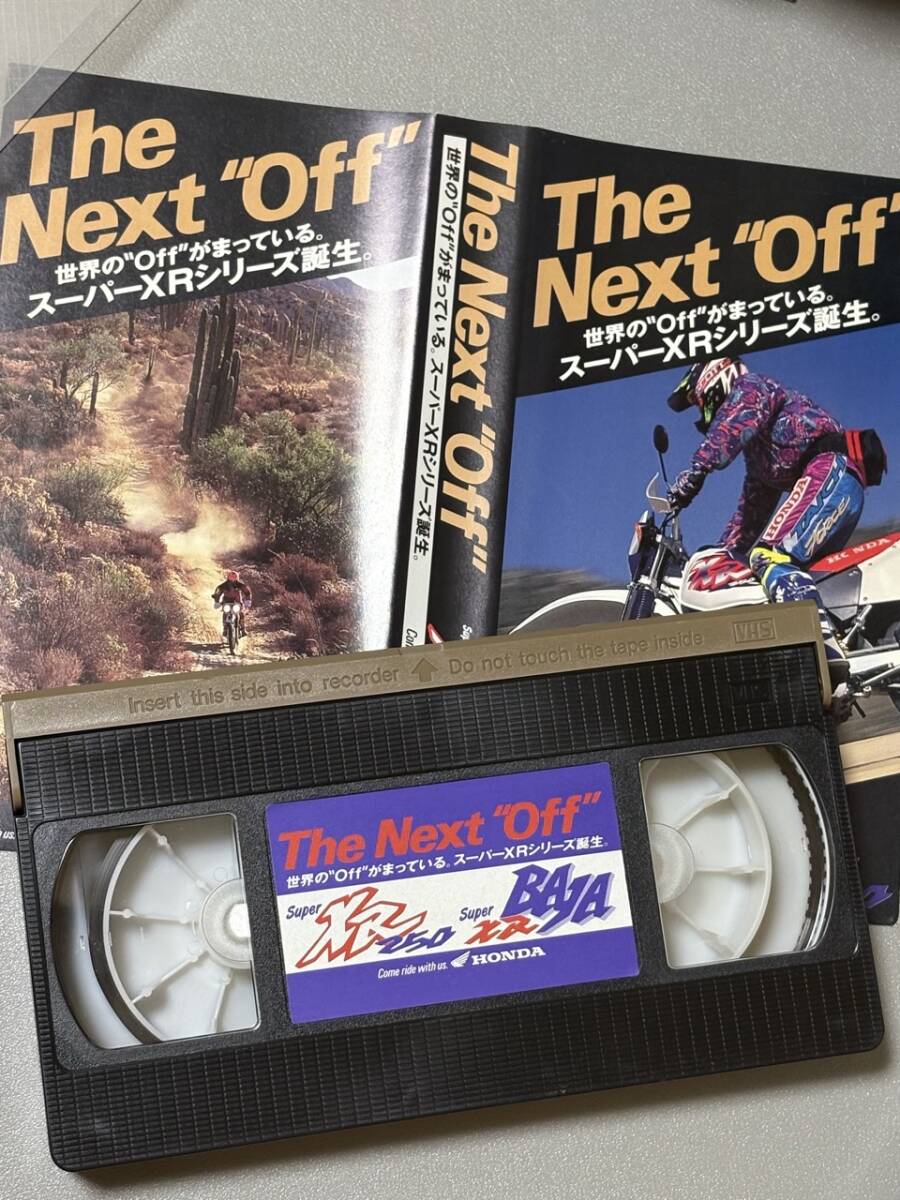 The
Next “Off”
世界の“Off”がまっている。
スーパーXRシリーズ誕生。
The Next “Off”
世界の“Off”がまっている。スーパーXRシリーズ誕生。
The
Next “Off”
世界の“Off”がまっている。
スーパーXRシリーズ誕生。
HONDA
XR
HONDA
us.
Insert this side into recorder
Do not touch the tape inside
VHS
The Next “Off”
世界の“Off”がまっている。スーパーXRシリーズ誕生。
Super XR 250
Super XR BAJA
Come ride with us. HONDA